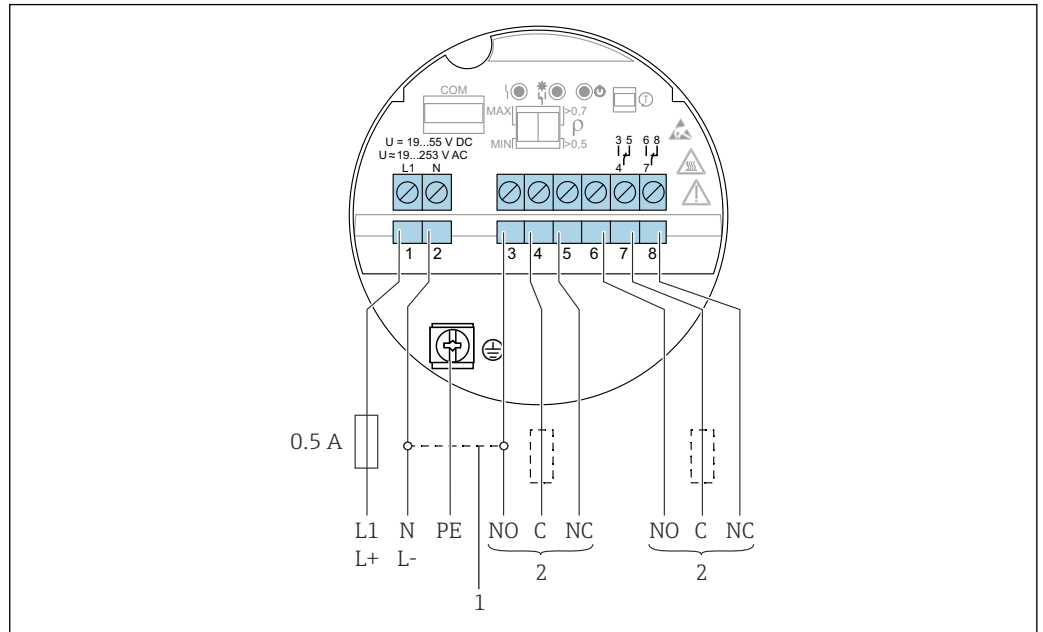 COM
MAX
>0,7
ρ
MIN
>0,5
U = 19...55 V DC
U ≈ 19...253 V AC
L1 N
3 5
4
6 8
7
T
1 2 3 4 5 6 7 8
0.5 A
L1 N PE NO C NC NO C NC
L+ L-
2 2
1